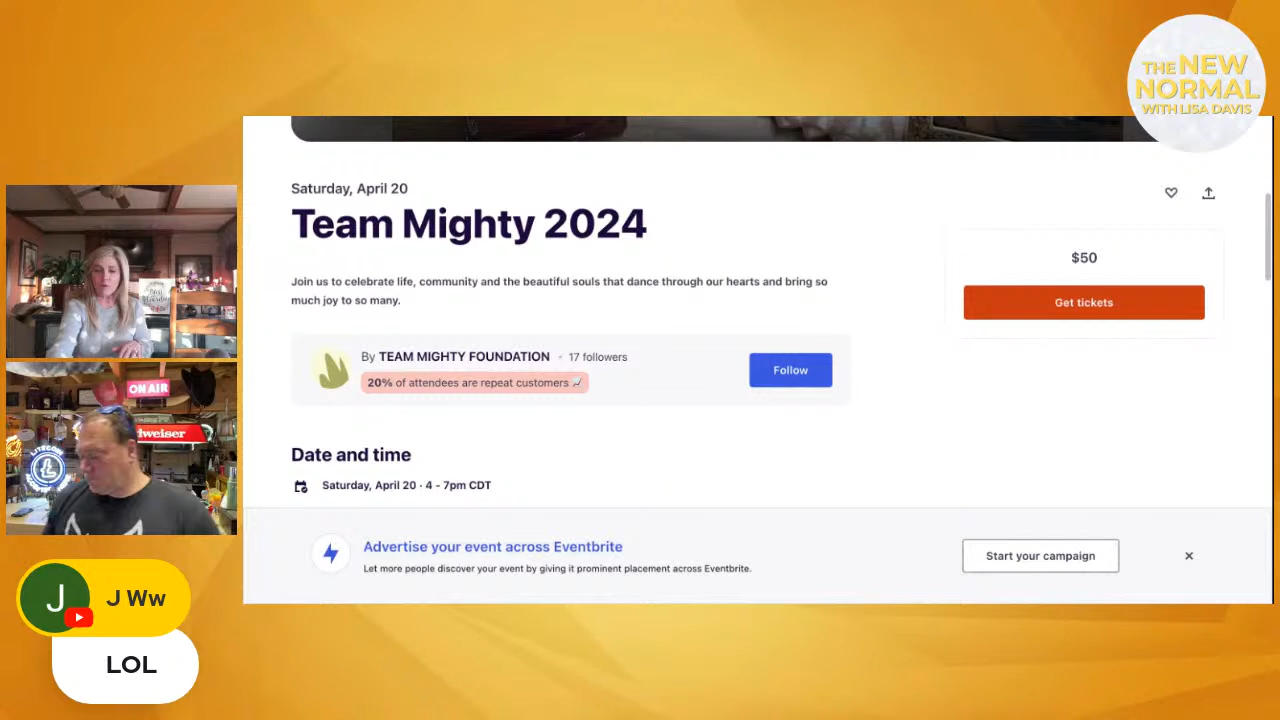 THE NEW
NORMAL
WITH LISA DAVIS
Saturday, April 20
Team Mighty 2024
Join us to celebrate life, community and the beautiful souls that dance through our hearts and bring so
much joy to so many.
$50
Get tickets
By TEAM MIGHTY FOUNDATION · 17 followers
20% of attendees are repeat customers
Follow
Date and time
Saturday, April 20 · 4 - 7pm CDT
Advertise your event across Eventbrite
Let more people discover your event by giving it prominent placement across Eventbrite.
Start your campaign
ON AIR
dweiser
LITECOIN
J
J Ww
LOL